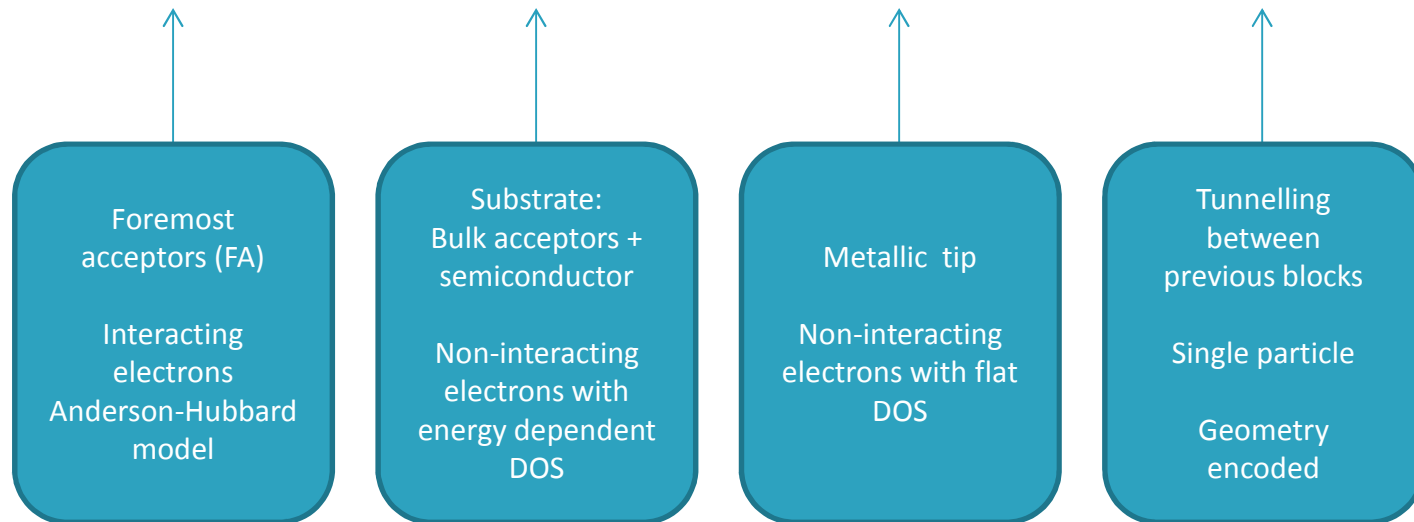 Foremost
acceptors (FA)
Interacting
electrons
Anderson-Hubbard
model
Substrate:
Bulk acceptors +
semiconductor
Non-interacting
electrons with
energy dependent
DOS
Metallic tip
Non-interacting
electrons with flat
DOS
Tunnelling
between
previous blocks
Single particle
Geometry
encoded